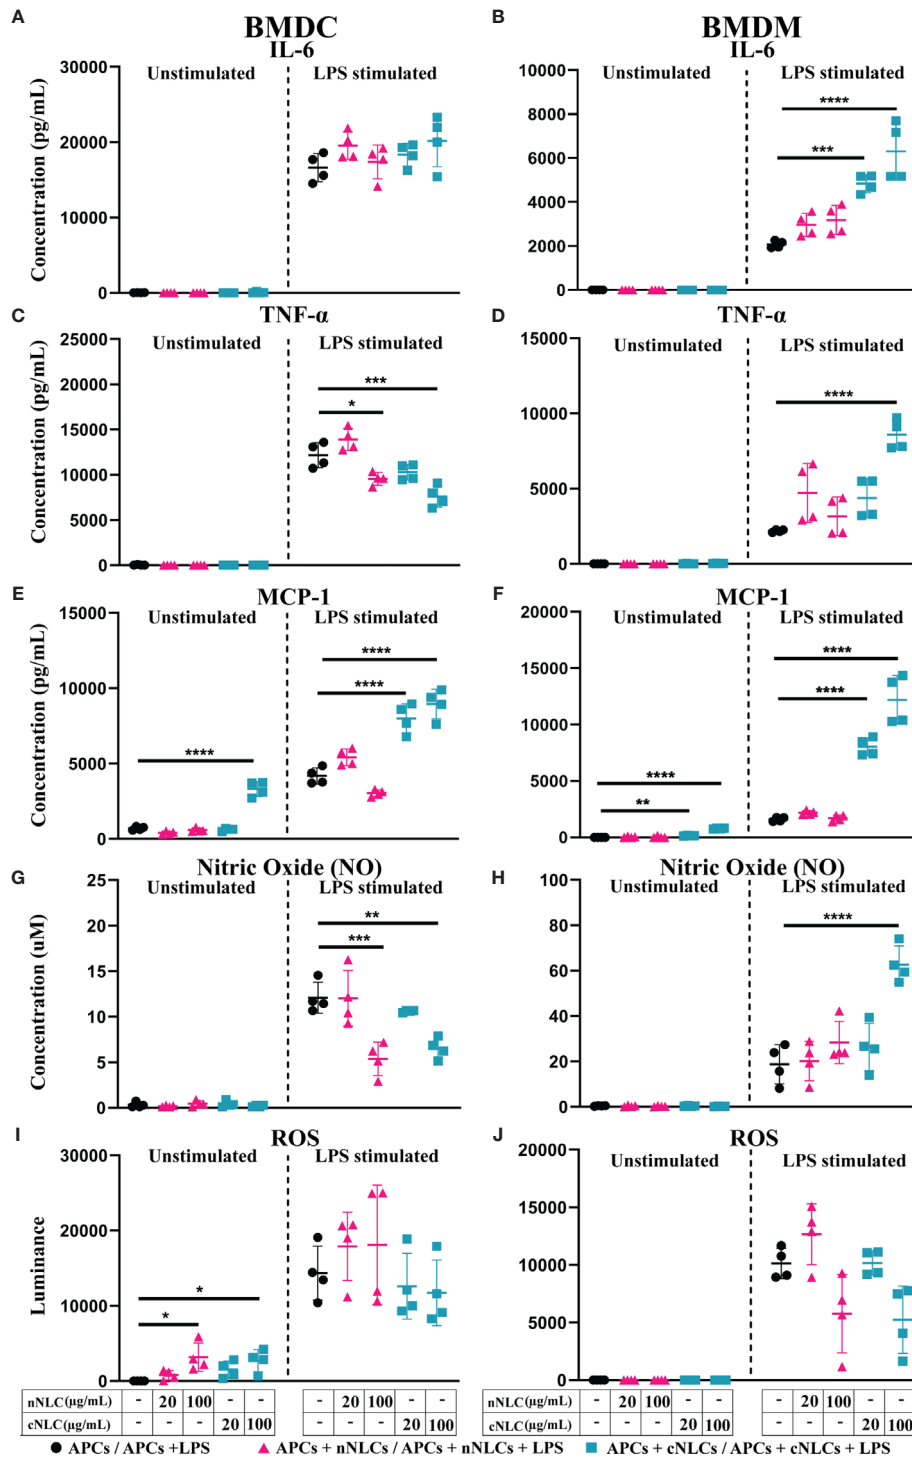 A
BMDC
B
BMDM
IL-6
IL-6
Concentration (pg/mL)
30000
20000
10000
0
Unstimulated
LPS stimulated
10000
8000
6000
4000
2000
0
Unstimulated
LPS stimulated
****
***
C
TNF-α
D
TNF-α
Concentration (pg/mL)
25000
20000
15000
10000
5000
0
Unstimulated
LPS stimulated
***
*
15000
10000
5000
0
Unstimulated
LPS stimulated
****
E
MCP-1
F
MCP-1
Concentration (pg/mL)
15000
10000
5000
0
Unstimulated
LPS stimulated
****
****
****
20000
15000
10000
5000
0
Unstimulated
LPS stimulated
****
****
****
**
G
Nitric Oxide (NO)
H
Nitric Oxide (NO)
Concentration (uM)
25
20
15
10
5
0
Unstimulated
LPS stimulated
**
***
100
80
60
40
20
0
Unstimulated
LPS stimulated
****
I
ROS
J
ROS
Luminance
30000
20000
10000
0
Unstimulated
LPS stimulated
*
*
20000
15000
10000
5000
0
Unstimulated
LPS stimulated
nNLC(µg/mL) - 20 100 - - - 20 100 - - nNLC(µg/mL) - 20 100 - - - 20 100 - -
cNLC(µg/mL) - - - 20 100 - - - 20 100 cNLC(µg/mL) - - - 20 100 - - - 20 100
APCs / APCs +LPS APCs + nNLCs / APCs + nNLCs + LPS APCs + cNLCs / APCs + cNLCs + LPS